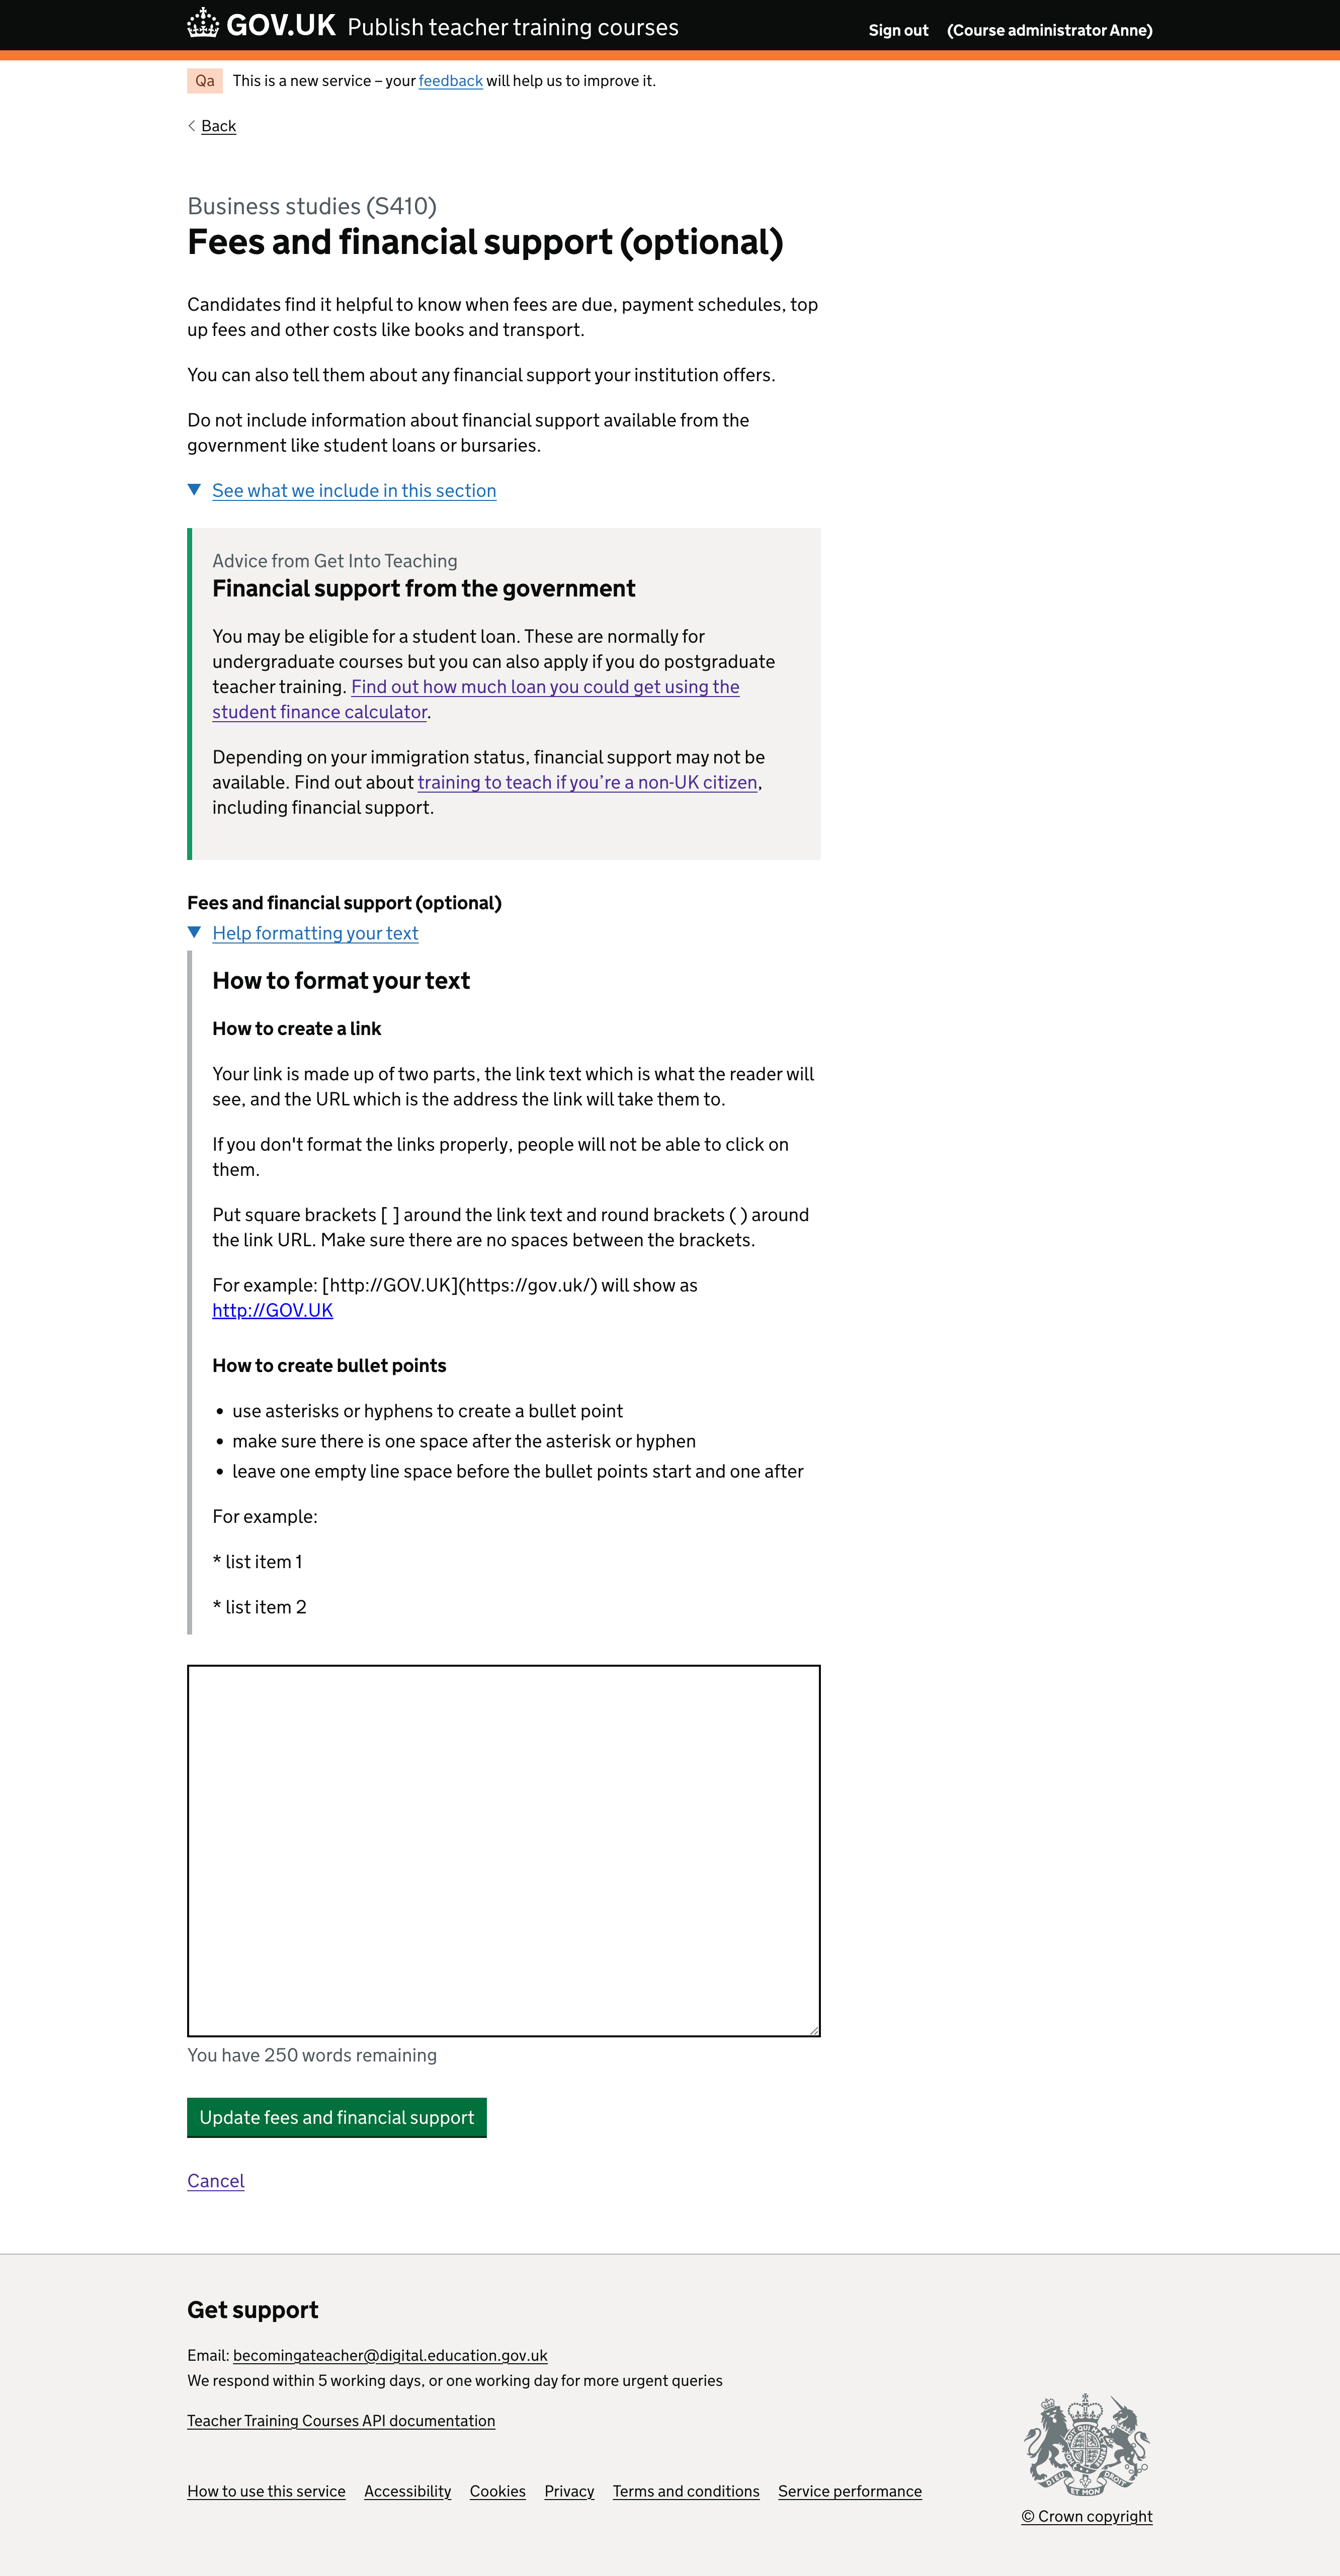 GOV.UK Publish teacher training courses
Sign out (Course administrator Anne)
Qa This is a new service – your feedback will help us to improve it.
Back
Business studies (S410)
Fees and financial support (optional)
Candidates find it helpful to know when fees are due, payment schedules, top
up fees and other costs like books and transport.
You can also tell them about any financial support your institution offers.
Do not include information about financial support available from the
government like student loans or bursaries.
See what we include in this section
Advice from Get Into Teaching
Financial support from the government
You may be eligible for a student loan. These are normally for
undergraduate courses but you can also apply if you do postgraduate
teacher training. Find out how much loan you could get using the
student finance calculator.
Depending on your immigration status, financial support may not be
available. Find out about training to teach if you’re a non-UK citizen,
including financial support.
Fees and financial support (optional)
Help formatting your text
How to format your text
How to create a link
Your link is made up of two parts, the link text which is what the reader will
see, and the URL which is the address the link will take them to.
If you don't format the links properly, people will not be able to click on
them.
Put square brackets [ ] around the link text and round brackets ( ) around
the link URL. Make sure there are no spaces between the brackets.
For example: [http://GOV.UK](https://gov.uk/) will show as
http://GOV.UK
How to create bullet points
• use asterisks or hyphens to create a bullet point
• make sure there is one space after the asterisk or hyphen
• leave one empty line space before the bullet points start and one after
For example:
* list item 1
* list item 2
You have 250 words remaining
Update fees and financial support
Cancel
Get support
Email: becomingateacher@digital.education.gov.uk
We respond within 5 working days, or one working day for more urgent queries
Teacher Training Courses API documentation
How to use this service Accessibility Cookies Privacy Terms and conditions Service performance
© Crown copyright